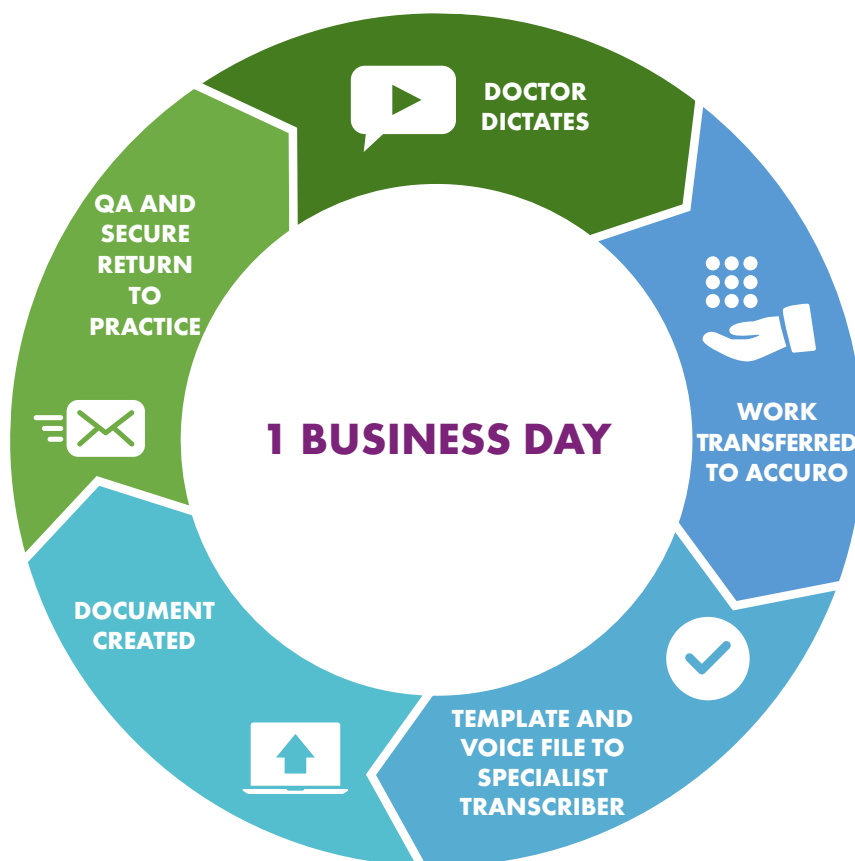 DOCTOR
DICTATES
WORK
TRANSFERRED
TO ACCURO
TEMPLATE AND
VOICE FILE TO
SPECIALIST
TRANSCRIBER
DOCUMENT
CREATED
QA AND
SECURE
RETURN
TO
PRACTICE
1 BUSINESS DAY